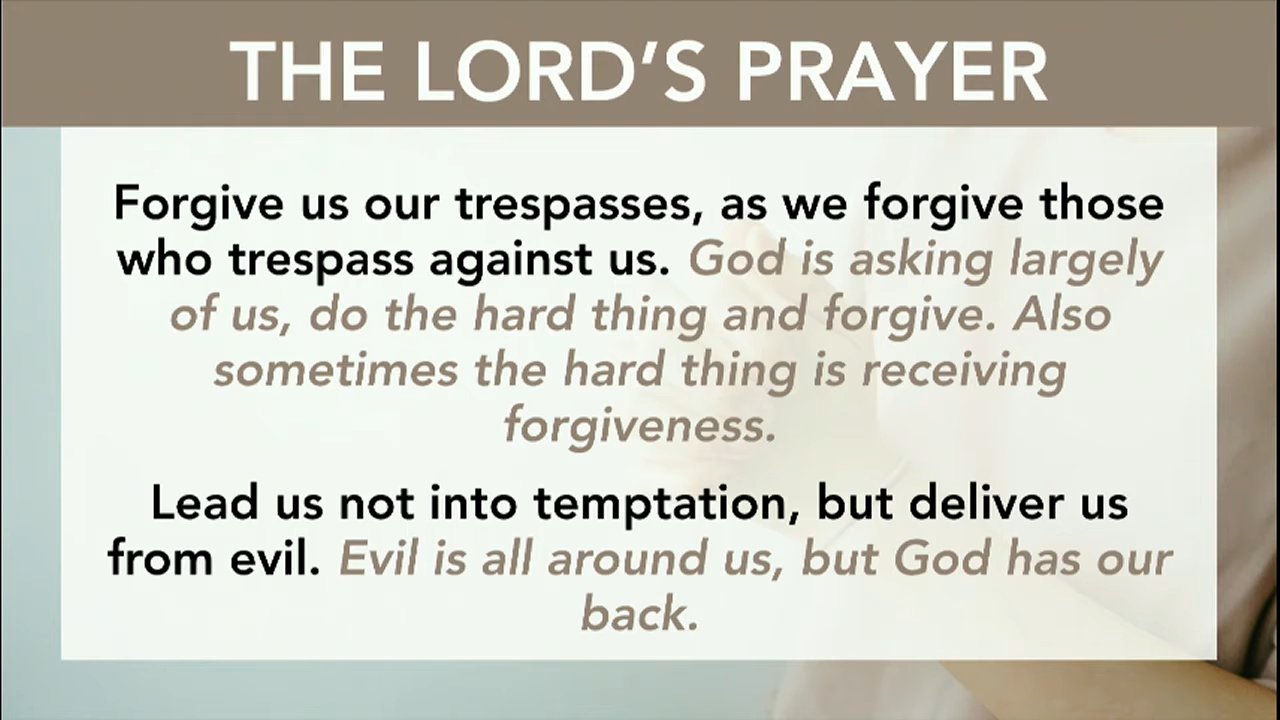 THE LORD’S PRAYER
Forgive us our trespasses, as we forgive those
who trespass against us. God is asking largely
of us, do the hard thing and forgive. Also
sometimes the hard thing is receiving
forgiveness.
Lead us not into temptation, but deliver us
from evil. Evil is all around us, but God has our
back.